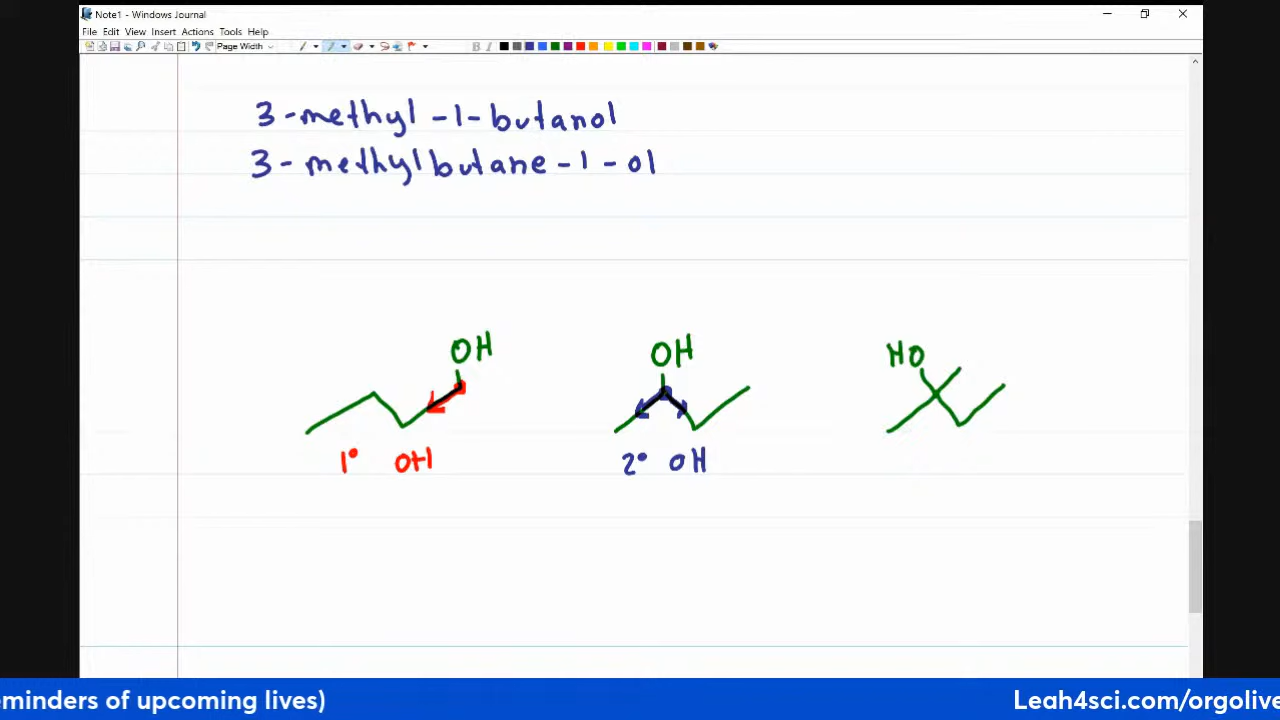 Note1 - Windows Journal
File Edit View Insert Actions Tools Help
Page Width
B I
3-methyl-1-butanol
3-methylbutane-1-ol
OH OH HO
1° OH 2° OH
eminders of upcoming lives) Leah4sci.com/orgolive